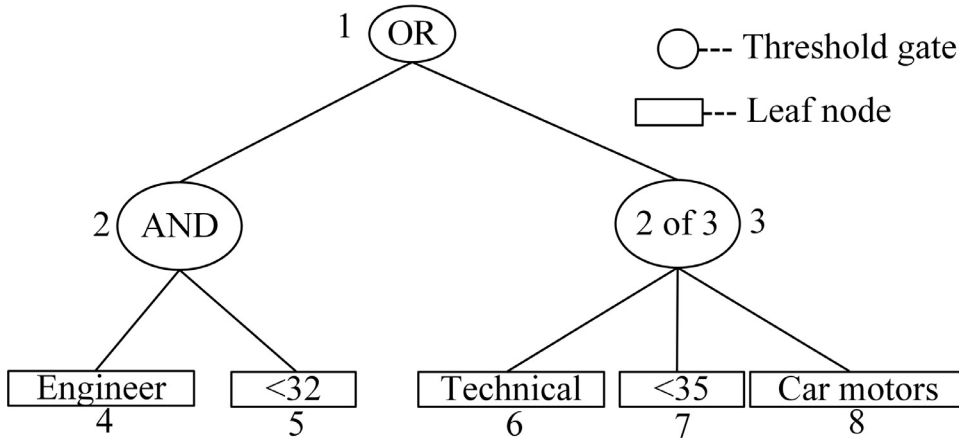 1 OR
--- Threshold gate
--- Leaf node
2 AND
2 of 3 3
Engineer <32 Technical <35 Car motors
4 5 6 7 8